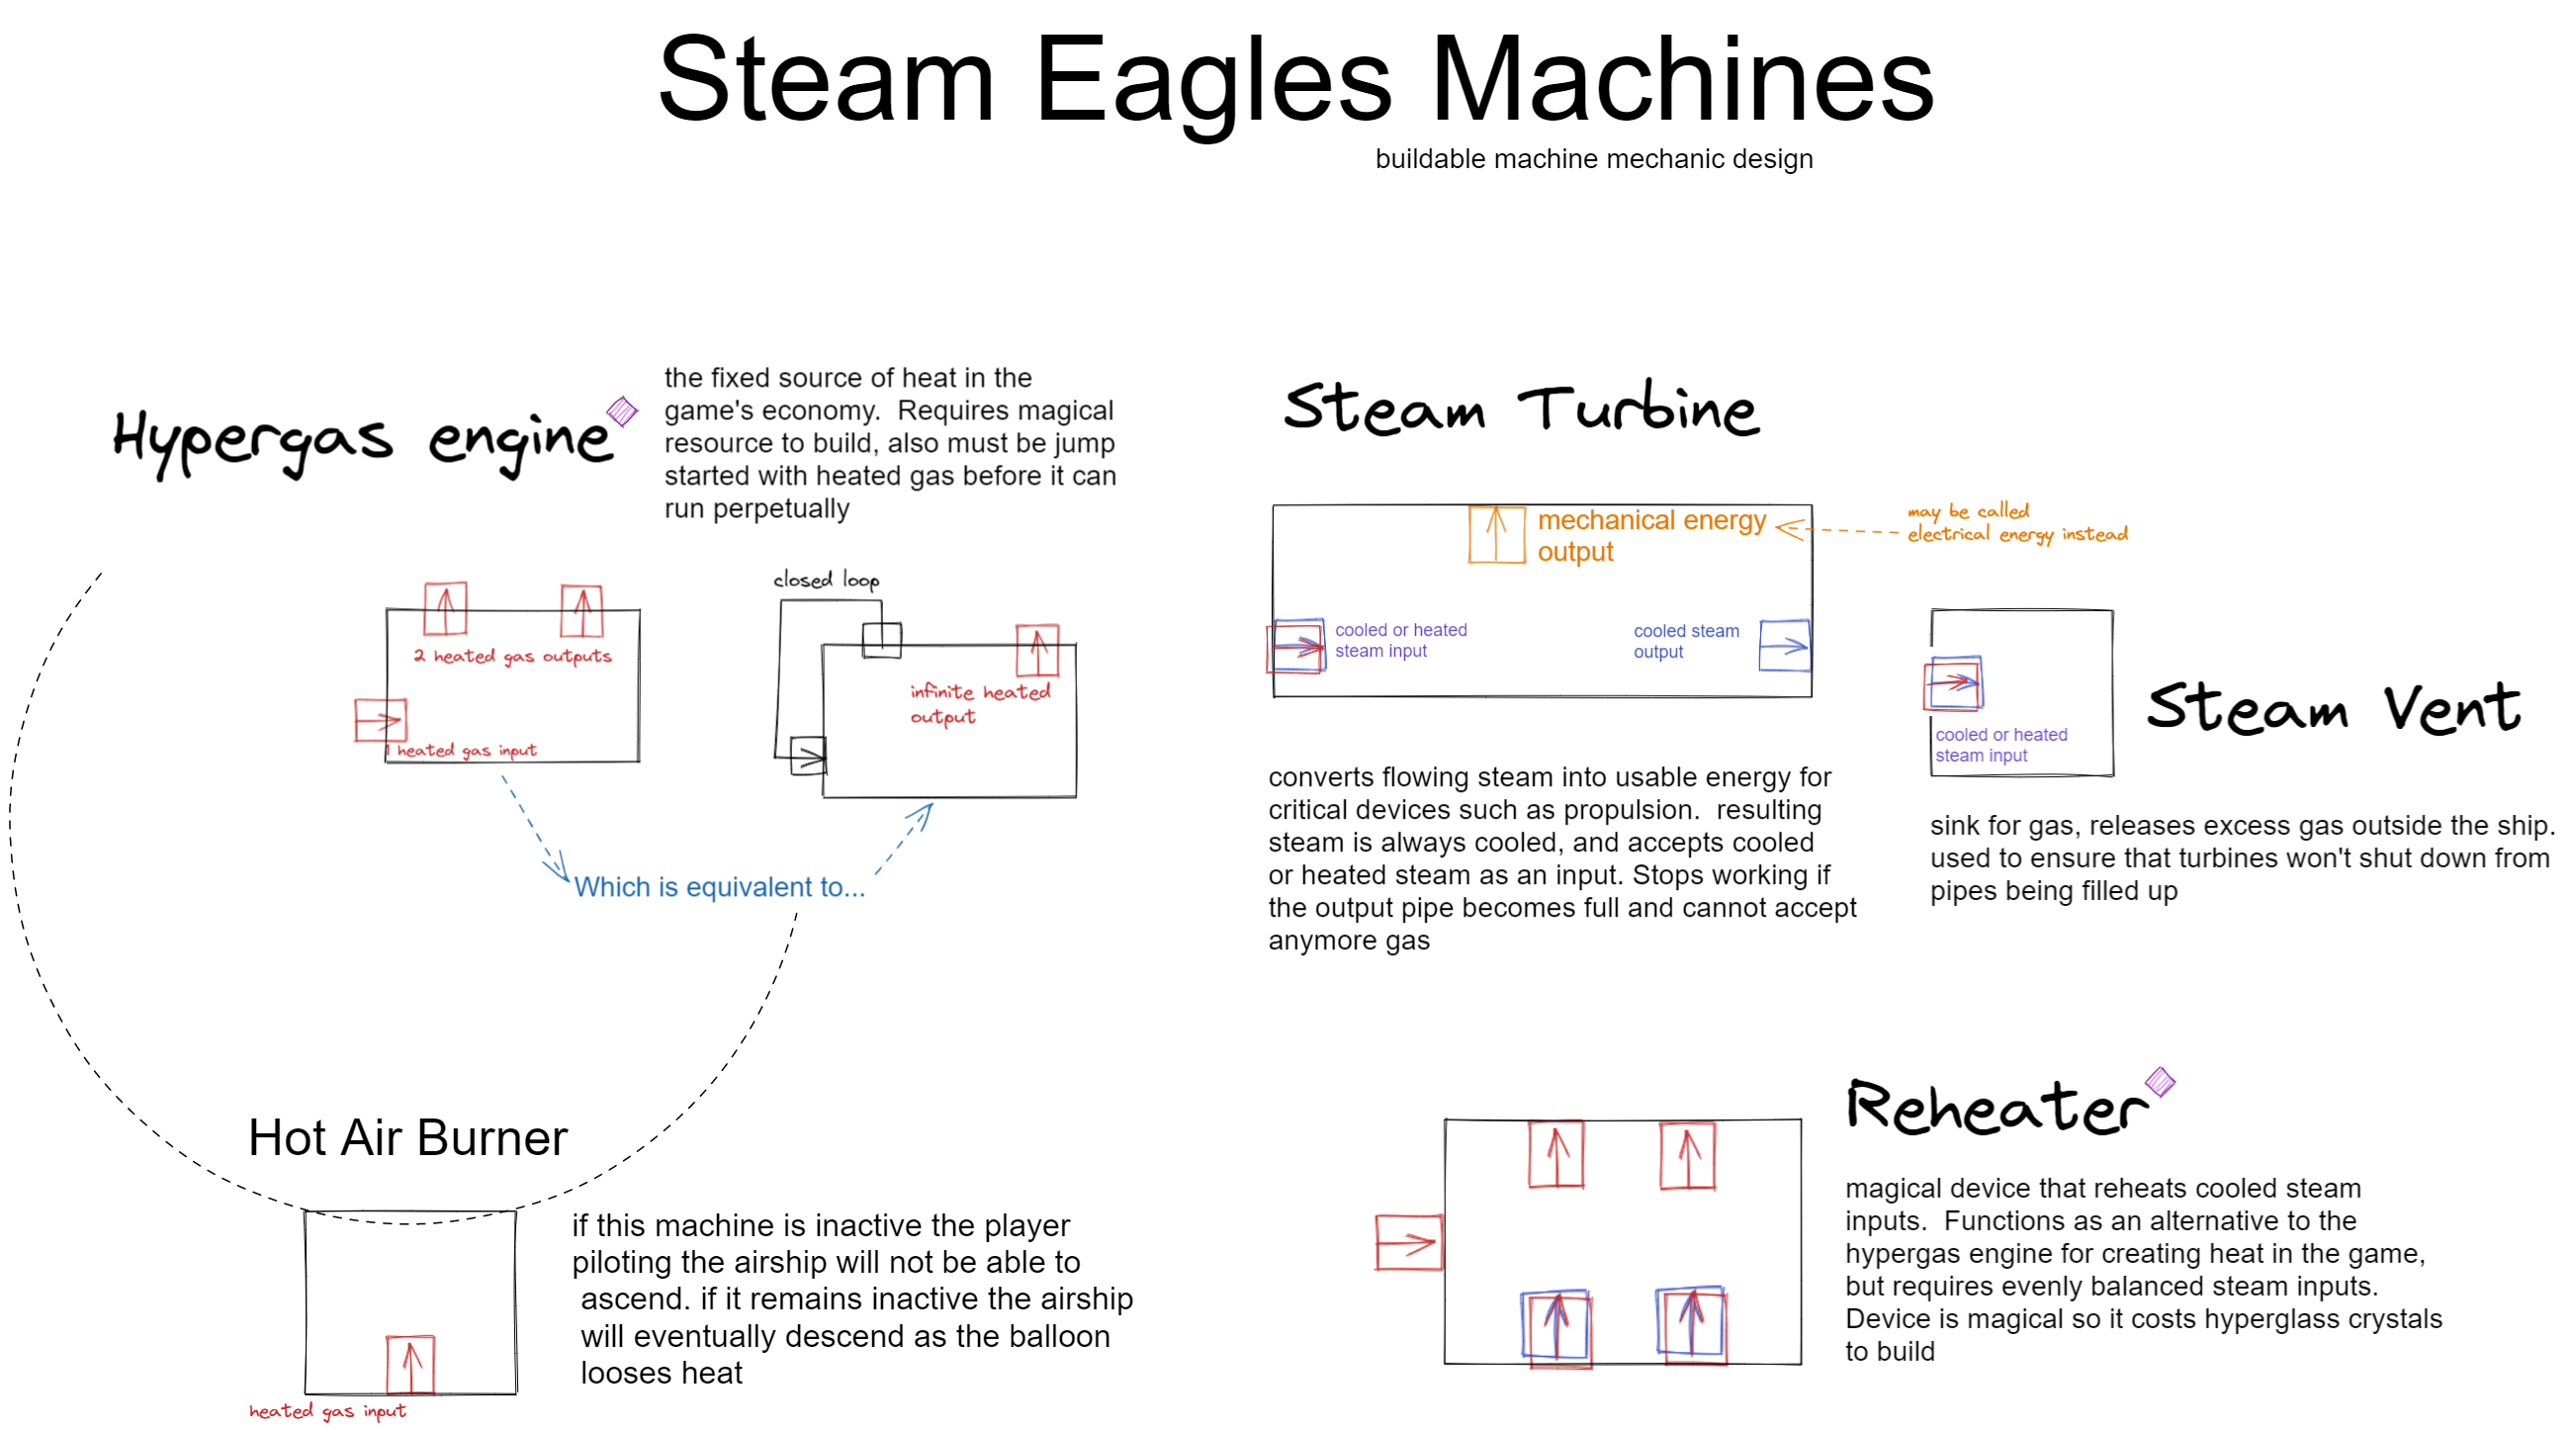 Steam Eagles Machines
buildable machine mechanic design
Hypergas engine
the fixed source of heat in the
game's economy.  Requires magical
resource to build, also must be jump
started with heated gas before it can
run perpetually
2 heated gas outputs
1 heated gas input
closed loop
infinite heated
output
Which is equivalent to...
Hot Air Burner
heated gas input
if this machine is inactive the player
piloting the airship will not be able to
ascend. if it remains inactive the airship
will eventually descend as the balloon
looses heat
Steam Turbine
mechanical energy
output
may be called
electrical energy instead
cooled or heated
steam input
cooled steam
output
converts flowing steam into usable energy for
critical devices such as propulsion.  resulting
steam is always cooled, and accepts cooled
or heated steam as an input. Stops working if
the output pipe becomes full and cannot accept
anymore gas
Steam Vent
cooled or heated
steam input
sink for gas, releases excess gas outside the ship.
used to ensure that turbines won't shut down from
pipes being filled up
Reheater
magical device that reheats cooled steam
inputs.  Functions as an alternative to the
hypergas engine for creating heat in the game,
but requires evenly balanced steam inputs.
Device is magical so it costs hyperglass crystals
to build